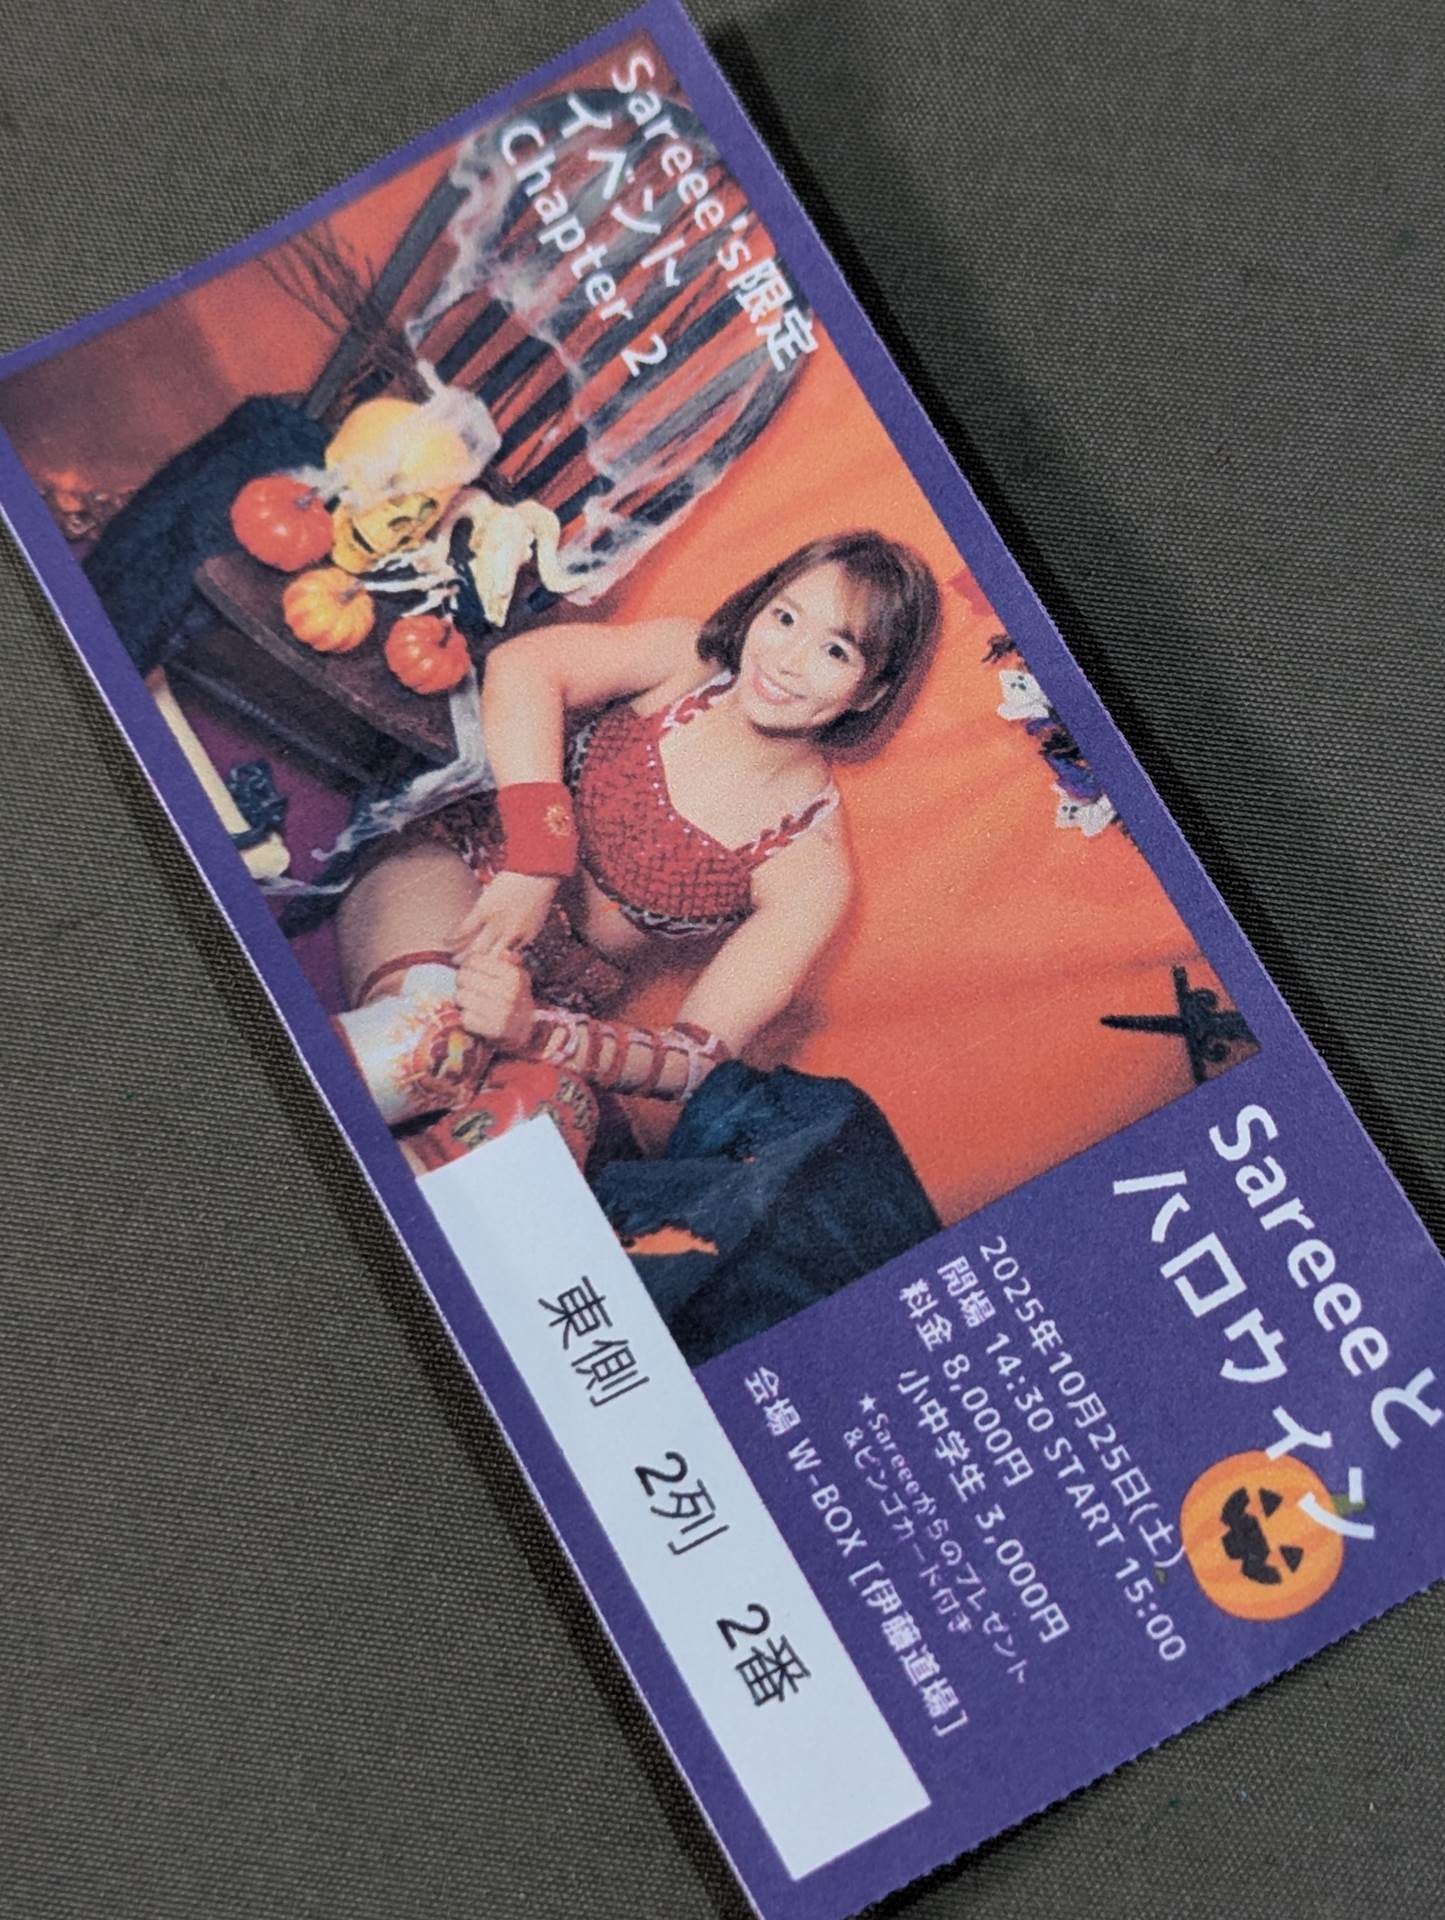 Sareee's限定
イベント
Chapter 2
Sareeeと
ハロウィン
2025年10月25日(土)
開場 14:30 START 15:00
料金 8,000円
小中学生 3,000円
★Sareeeからのプレゼント
&ビンゴカード付き
会場 W-BOX [伊藤道場]
東側 2列 2番